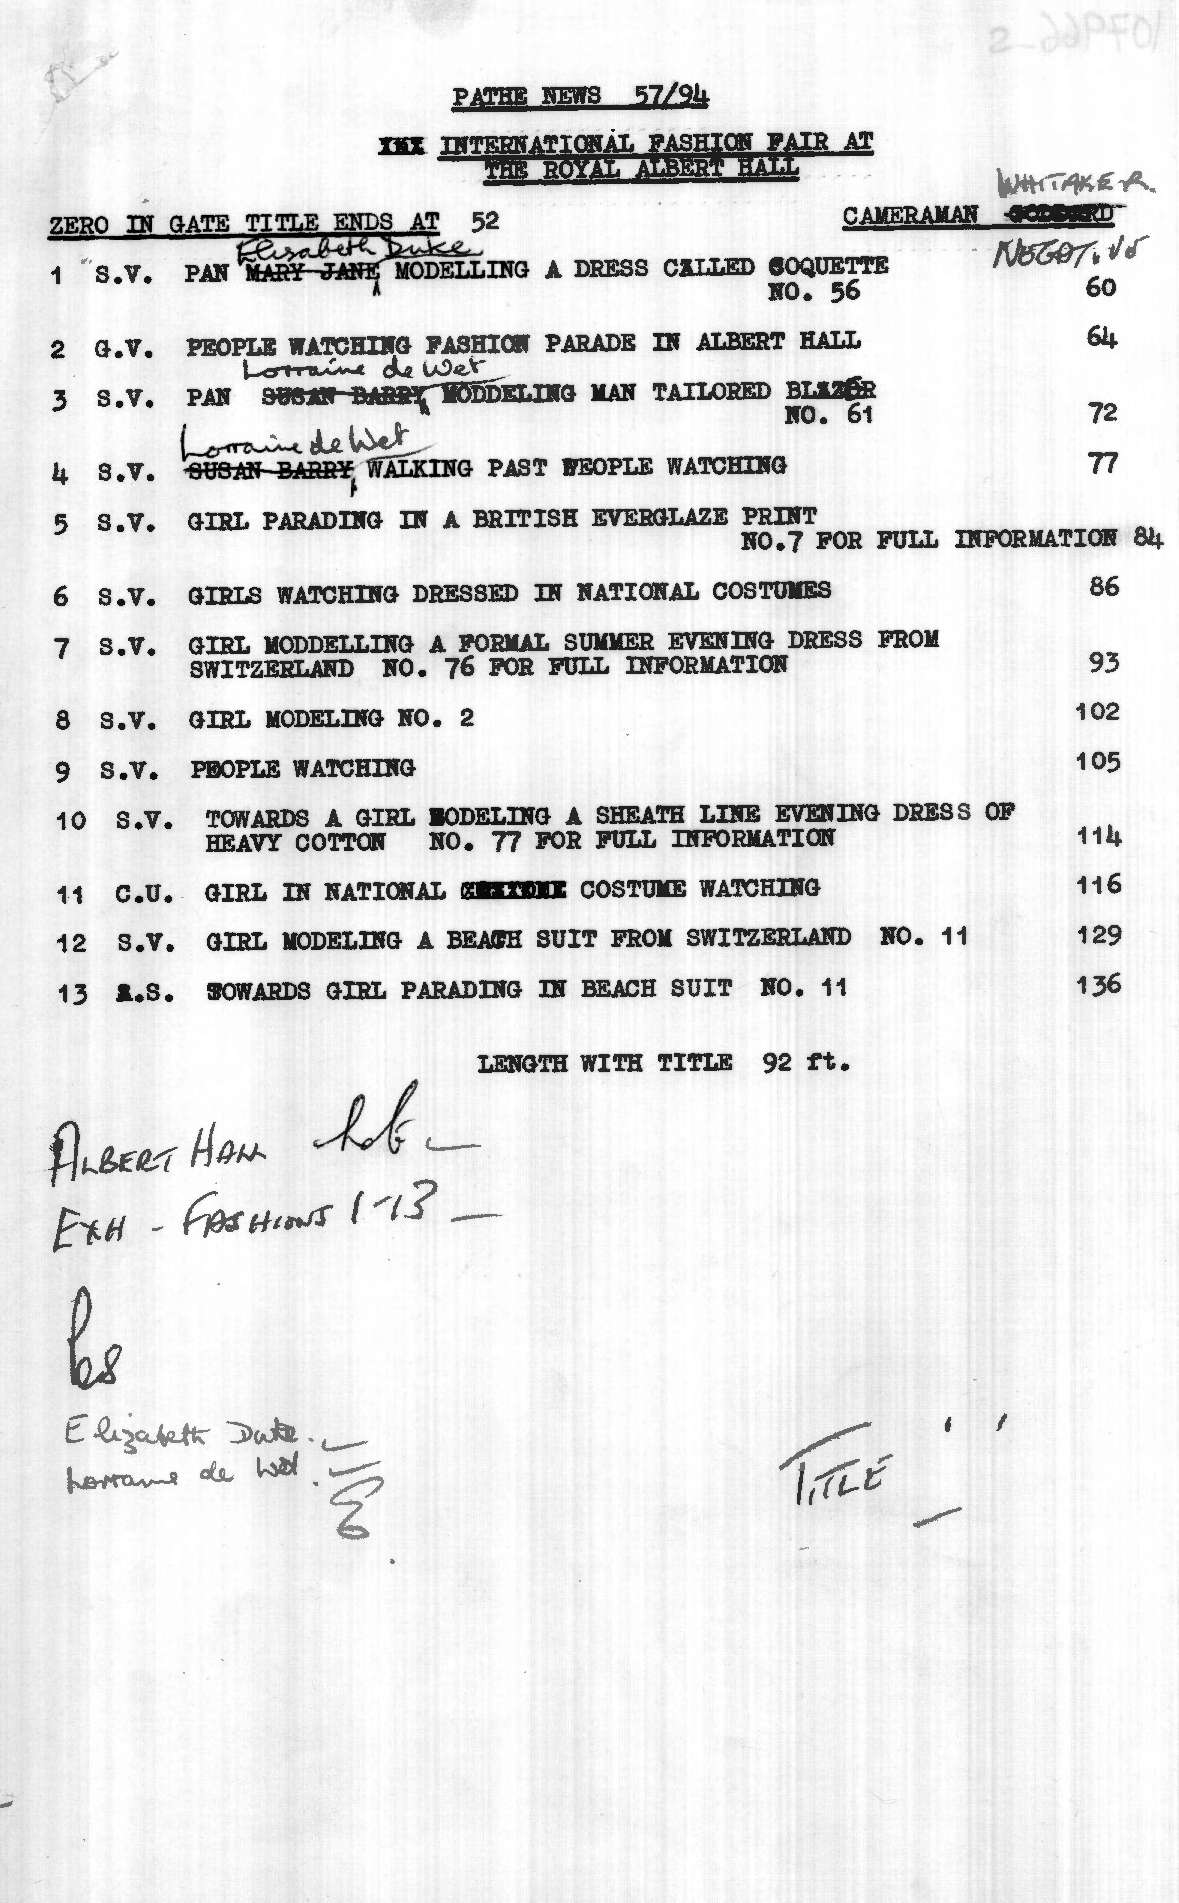 PATHE NEWS 57/94
INTERNATIONAL FASHION FAIR AT
THE ROYAL ALBERT HALL
WHITAKER
ZERO IN GATE TITLE ENDS AT 52 CAMERAMAN GODDARD
Elisabeth Duke
1 S.V. PAN MARY JANE MODELLING A DRESS CALLED COQUETTE
NO. 56 60
2 G.V. PEOPLE WATCHING FASHION PARADE IN ALBERT HALL 64
Lorraine de Wet
3 S.V. PAN SUSAN BARRY MODDELING MAN TAILORED BLAZER
NO. 61 72
Lorraine de Wet
4 S.V. SUSAN BARRY WALKING PAST PEOPLE WATCHING 77
5 S.V. GIRL PARADING IN A BRITISH EVERGLAZE PRINT
NO.7 FOR FULL INFORMATION 84
6 S.V. GIRLS WATCHING DRESSED IN NATIONAL COSTUMES 86
7 S.V. GIRL MODDELLING A FORMAL SUMMER EVENING DRESS FROM
SWITZERLAND NO. 76 FOR FULL INFORMATION 93
8 S.V. GIRL MODELING NO. 2 102
9 S.V. PEOPLE WATCHING 105
10 S.V. TOWARDS A GIRL MODELING A SHEATH LINE EVENING DRESS OF
HEAVY COTTON NO. 77 FOR FULL INFORMATION 114
11 C.U. GIRL IN NATIONAL COSTUME WATCHING 116
12 S.V. GIRL MODELING A BEACH SUIT FROM SWITZERLAND NO. 11 129
13 .S. TOWARDS GIRL PARADING IN BEACH SUIT NO. 11 136
LENGTH WITH TITLE 92 ft.
ALBERT HALL
EXH - FASHIONS 1-13
Elizabeth Duke.
Lorraine de Wet.
TITLE